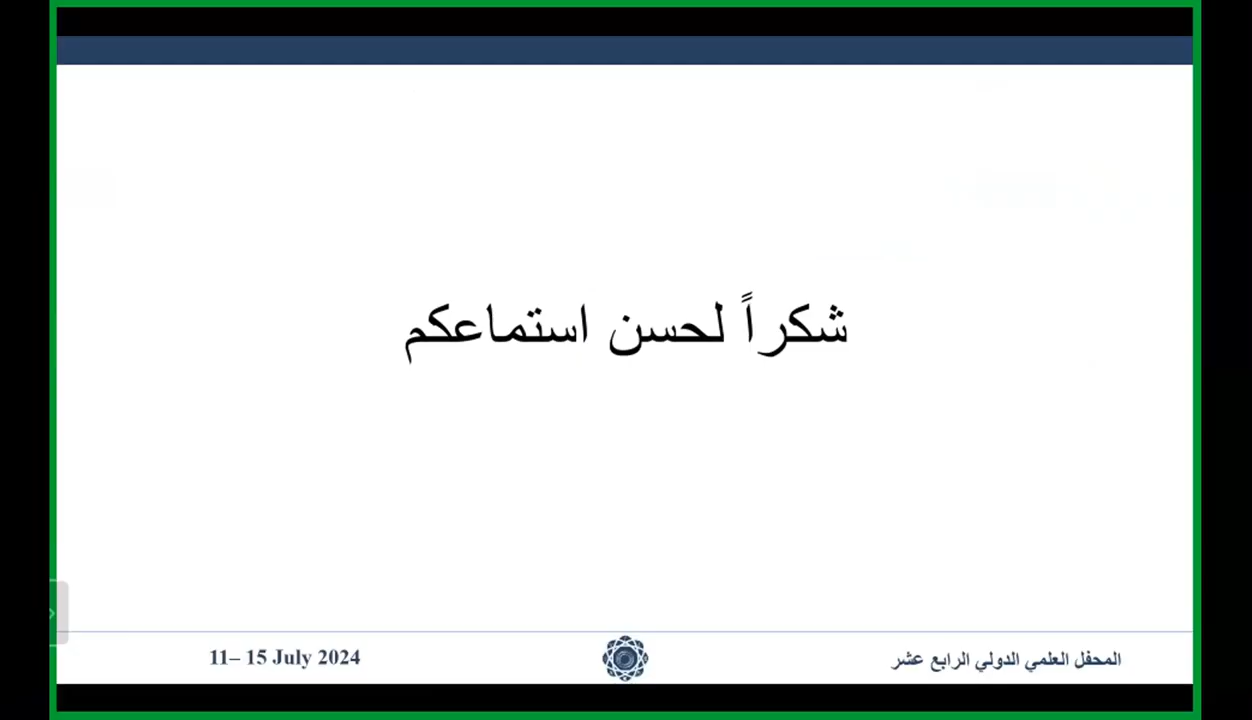 شكراً لحسن استماعكم
المحفل العلمي الدولي الرابع عشر
11– 15 July 2024